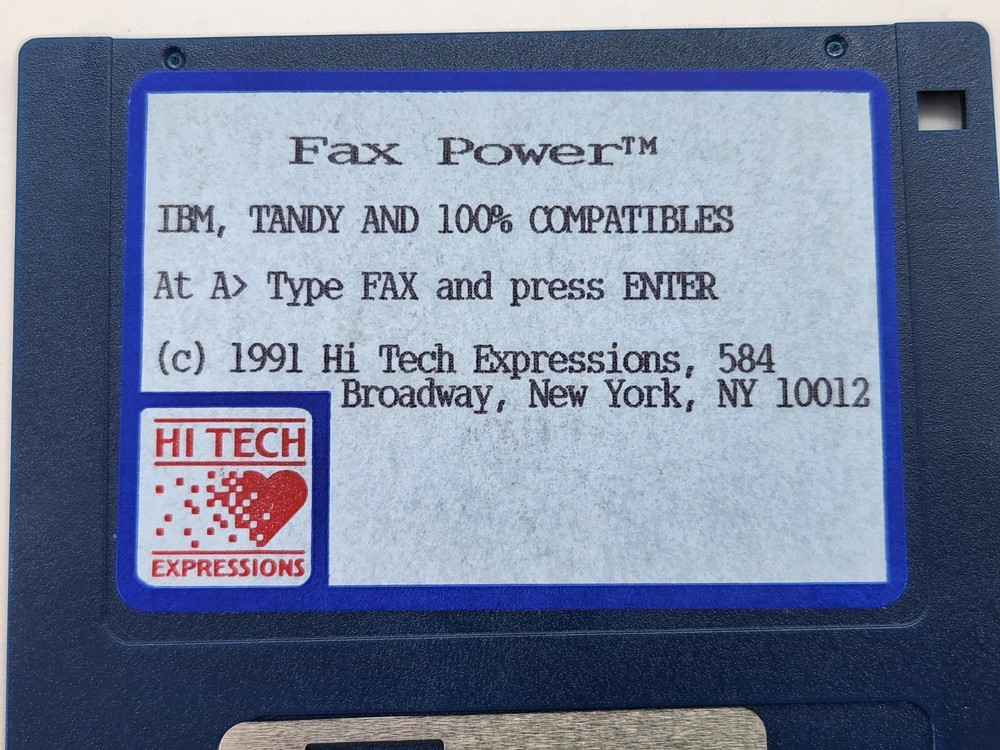 Fax Power™
IBM, TANDY AND 100% COMPATIBLES
At A> Type FAX and press ENTER
(c) 1991 Hi Tech Expressions, 584
Broadway, New York, NY 10012
HI TECH
EXPRESSIONS